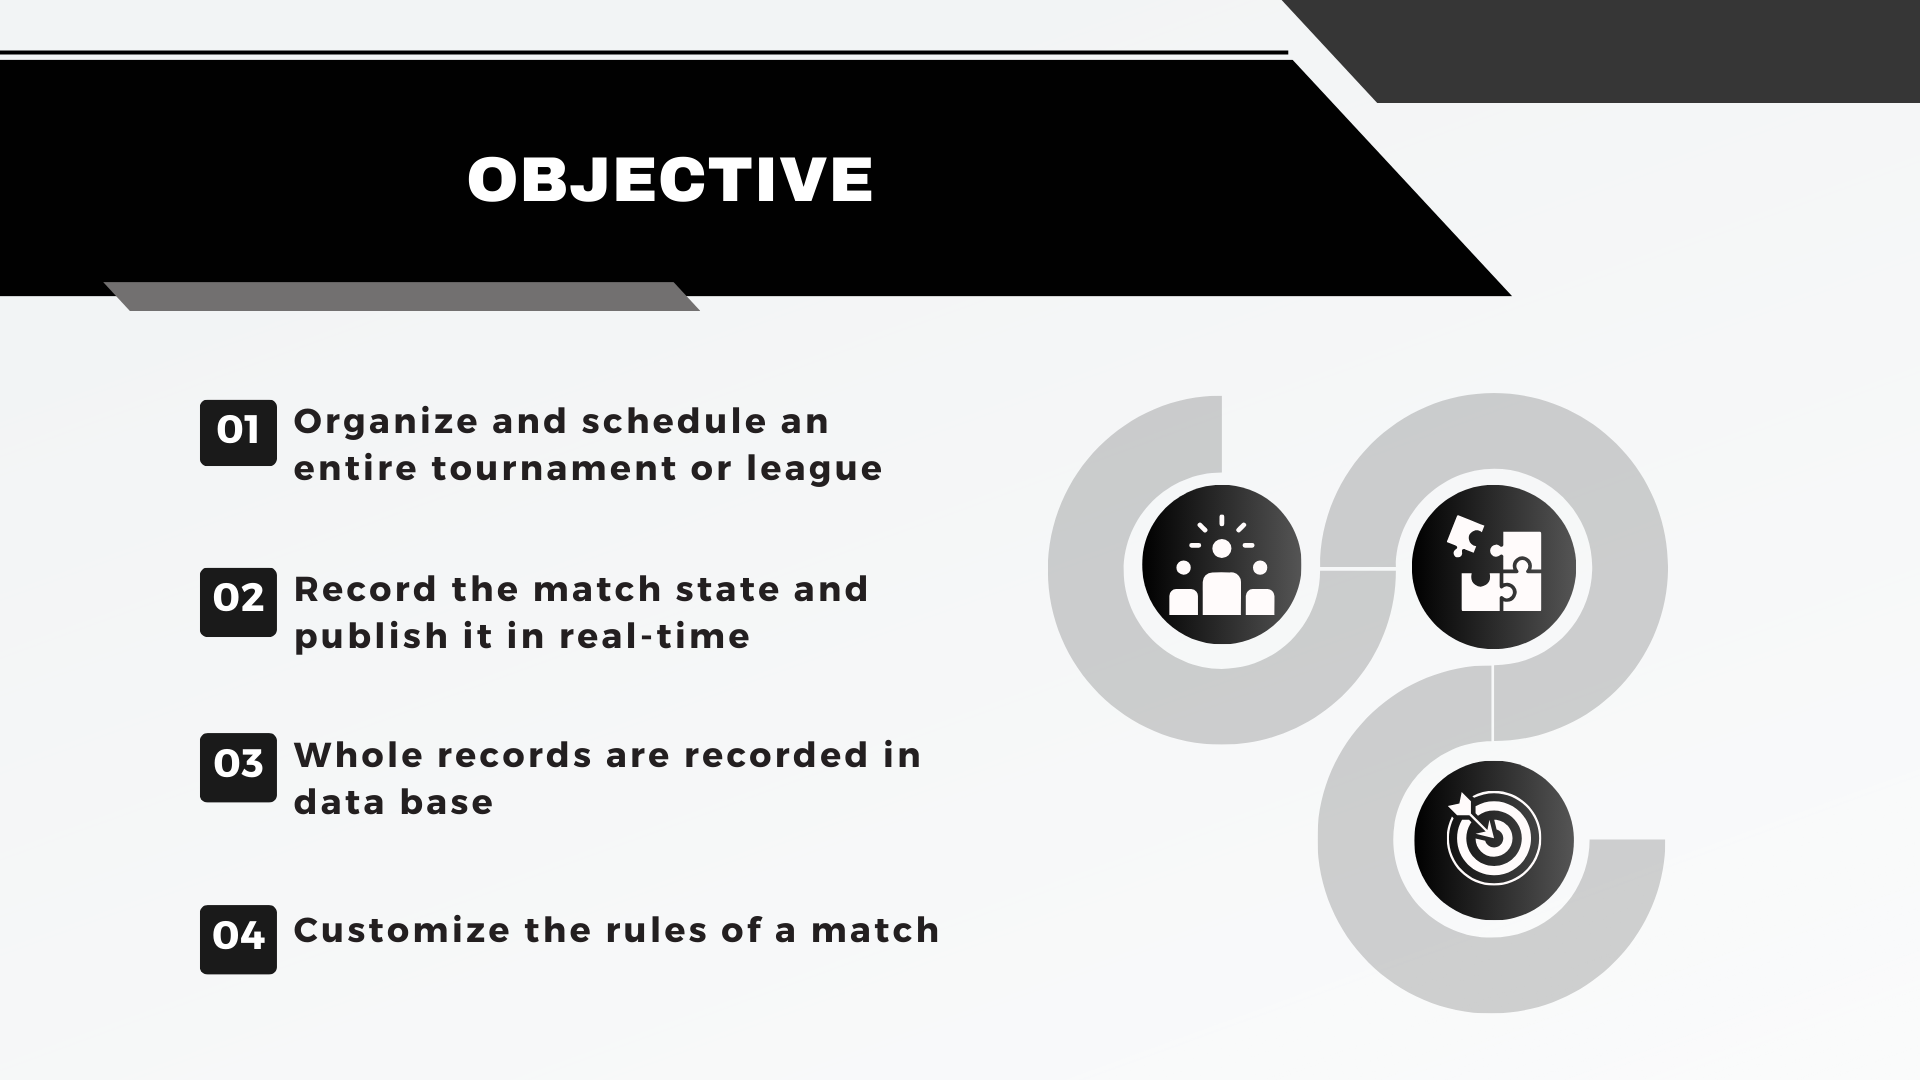 OBJECTIVE
01
Organize and schedule an
entire tournament or league
02
Record the match state and
publish it in real-time
03
Whole records are recorded in
data base
04
Customize the rules of a match